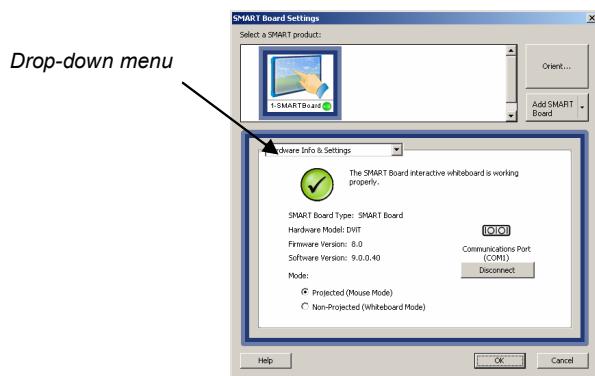 SMART Board Settings
Select a SMART product:
Drop-down menu
Orient...
1-SMARTBoard
Add SMART
Board
Hardware Info & Settings
The SMART Board interactive whiteboard is working
properly.
SMART Board Type: SMART Board
Hardware Model: DViT
Firmware Version: 8.0
Software Version: 9.0.0.40
Communications Port
(COM1)
Disconnect
Mode:
Projected (Mouse Mode)
Non-Projected (Whiteboard Mode)
Help
OK
Cancel